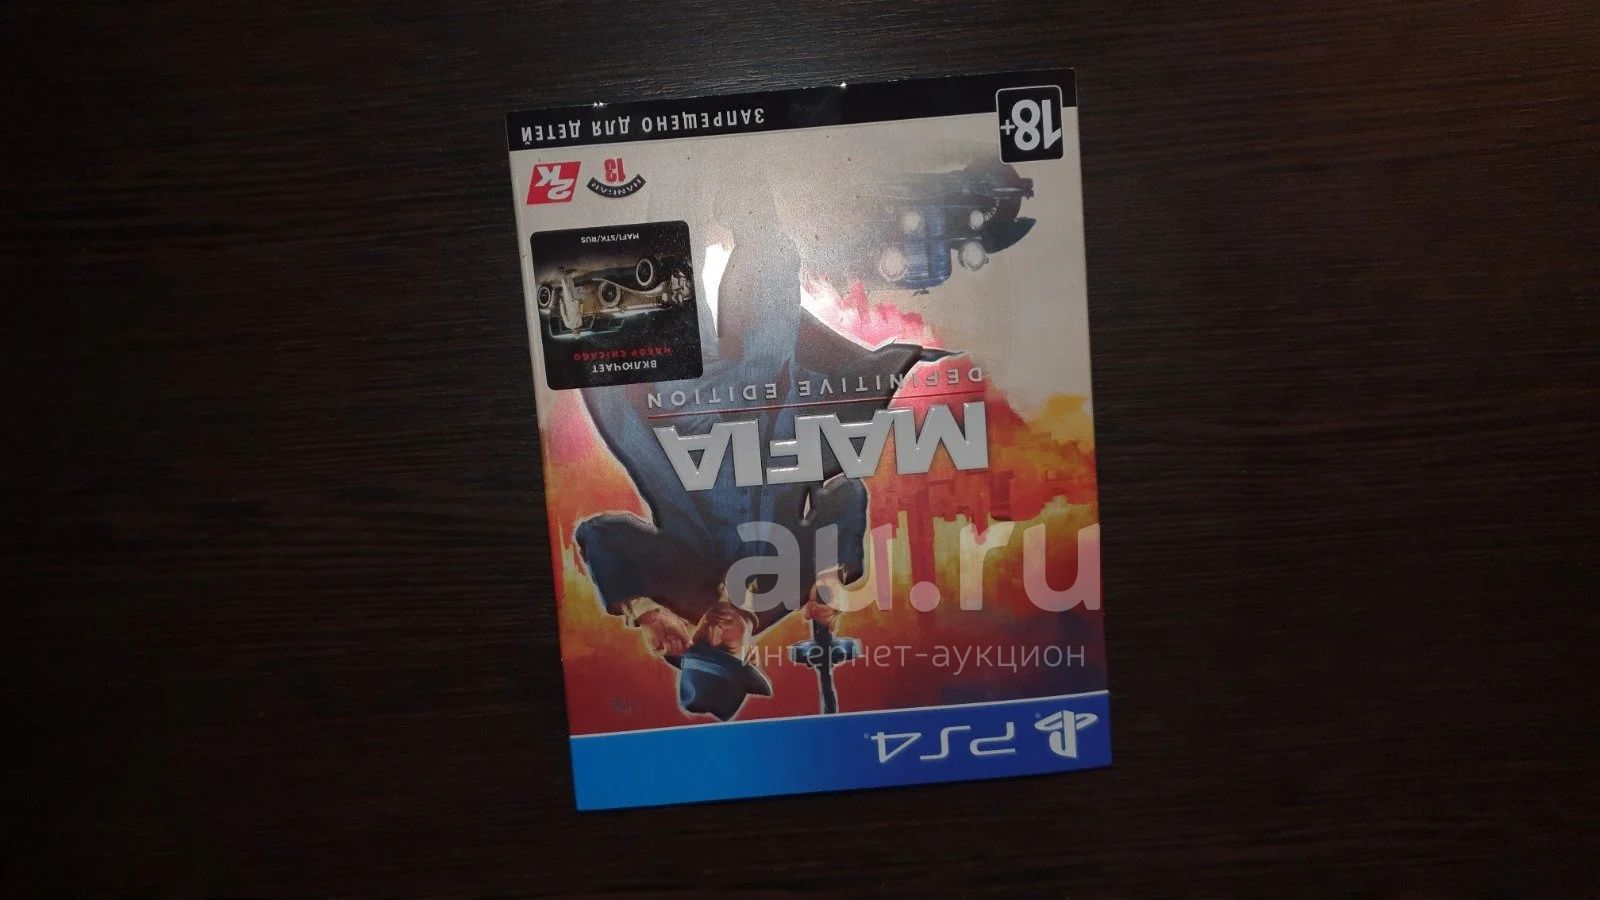 PS4
MAFIA
DEFINITIVE EDITION
ВКЛЮЧАЕТ
НАБОР CHICAGO
MAFI/STK/RUS
HANGAR
13
2K
18+
ЗАПРЕЩЕНО ДЛЯ ДЕТЕЙ
au.ru
интернет-аукцион